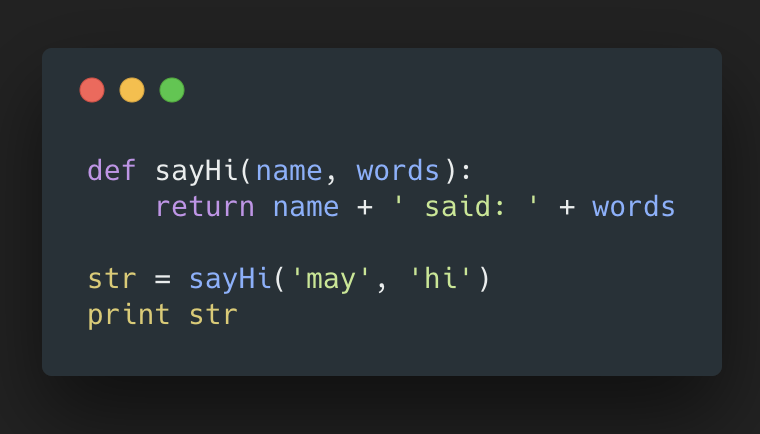 def sayHi(name, words):
    return name + ' said: ' + words
str = sayHi('may', 'hi')
print str